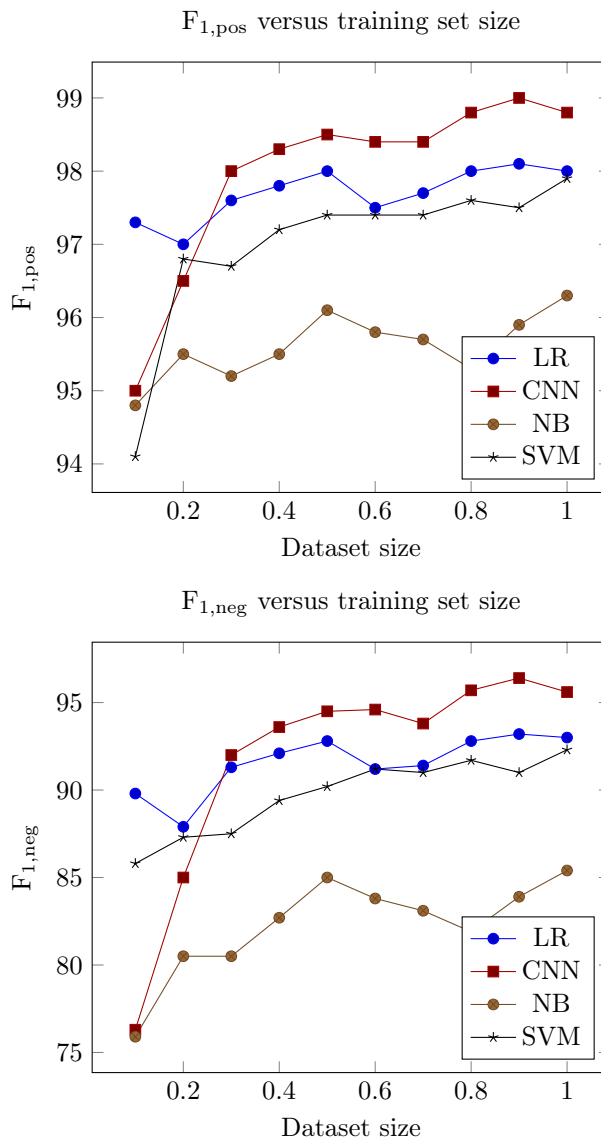 F1,pos versus training set size
99
98
97
96
95
94
F1,pos
0.2 0.4 0.6 0.8 1
Dataset size
LR
CNN
NB
SVM
F1,neg versus training set size
95
90
85
80
75
F1,neg
0.2 0.4 0.6 0.8 1
Dataset size
LR
CNN
NB
SVM